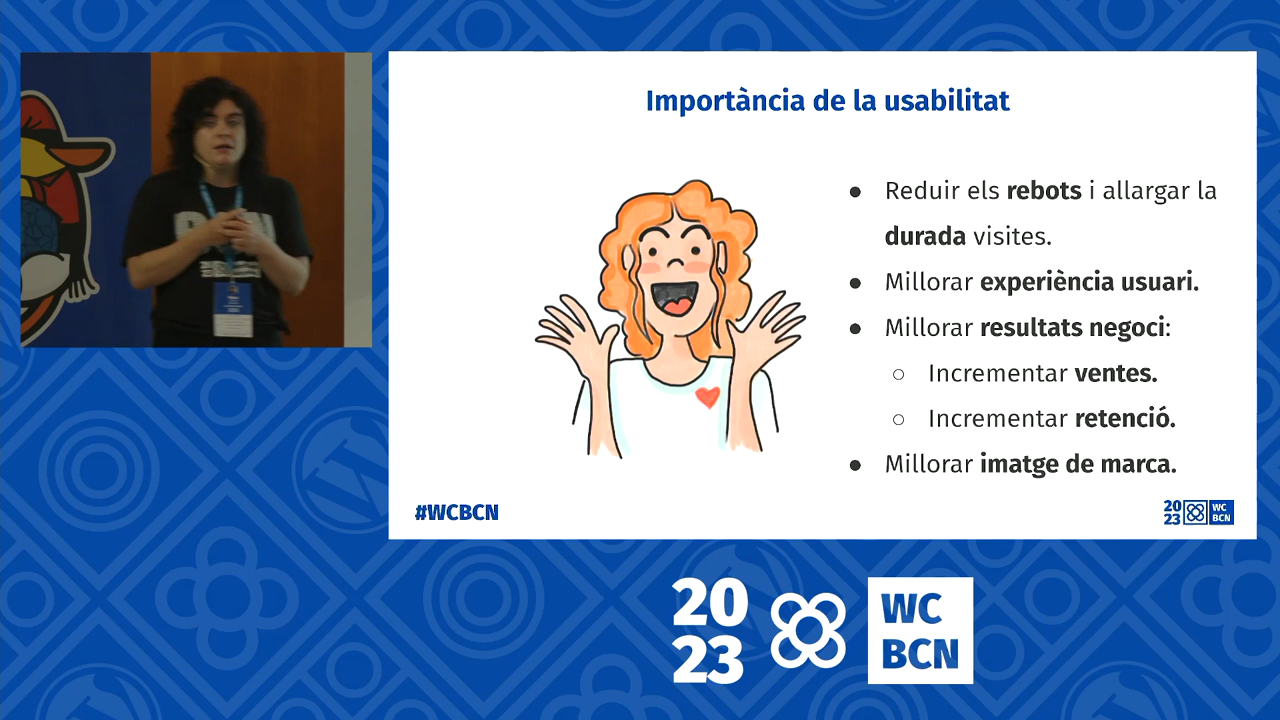 Importància de la usabilitat
● Reduir els rebots i allargar la
durada visites.
● Millorar experiència usuari.
● Millorar resultats negoci:
○ Incrementar ventes.
○ Incrementar retenció.
● Millorar imatge de marca.
#WCBCN
20
23
WC
BCN
20
23
WC
BCN